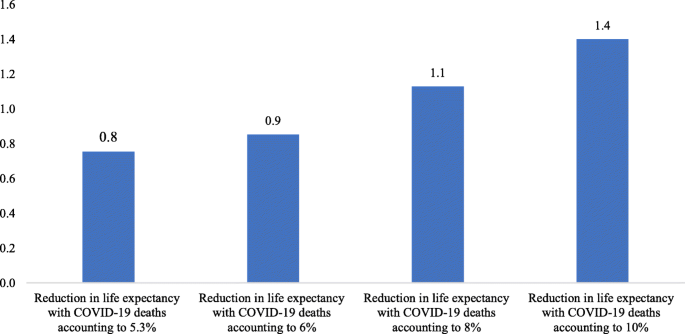 1.6
1.4
1.2
1.0
0.8
0.6
0.4
0.2
0.0
0.8
0.9
1.1
1.4
Reduction in life expectancy
with COVID-19 deaths
accounting to 5.3%
Reduction in life expectancy
with COVID-19 deaths
accounting to 6%
Reduction in life expectancy
with COVID-19 deaths
accounting to 8%
Reduction in life expectancy
with COVID-19 deaths
accounting to 10%